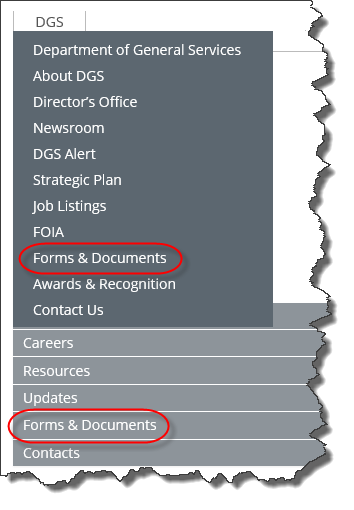 DGS
Department of General Services
About DGS
Director's Office
Newsroom
DGS Alert
Strategic Plan
Job Listings
FOIA
Forms & Documents
Awards & Recognition
Contact Us
Careers
Resources
Updates
Forms & Documents
Contacts